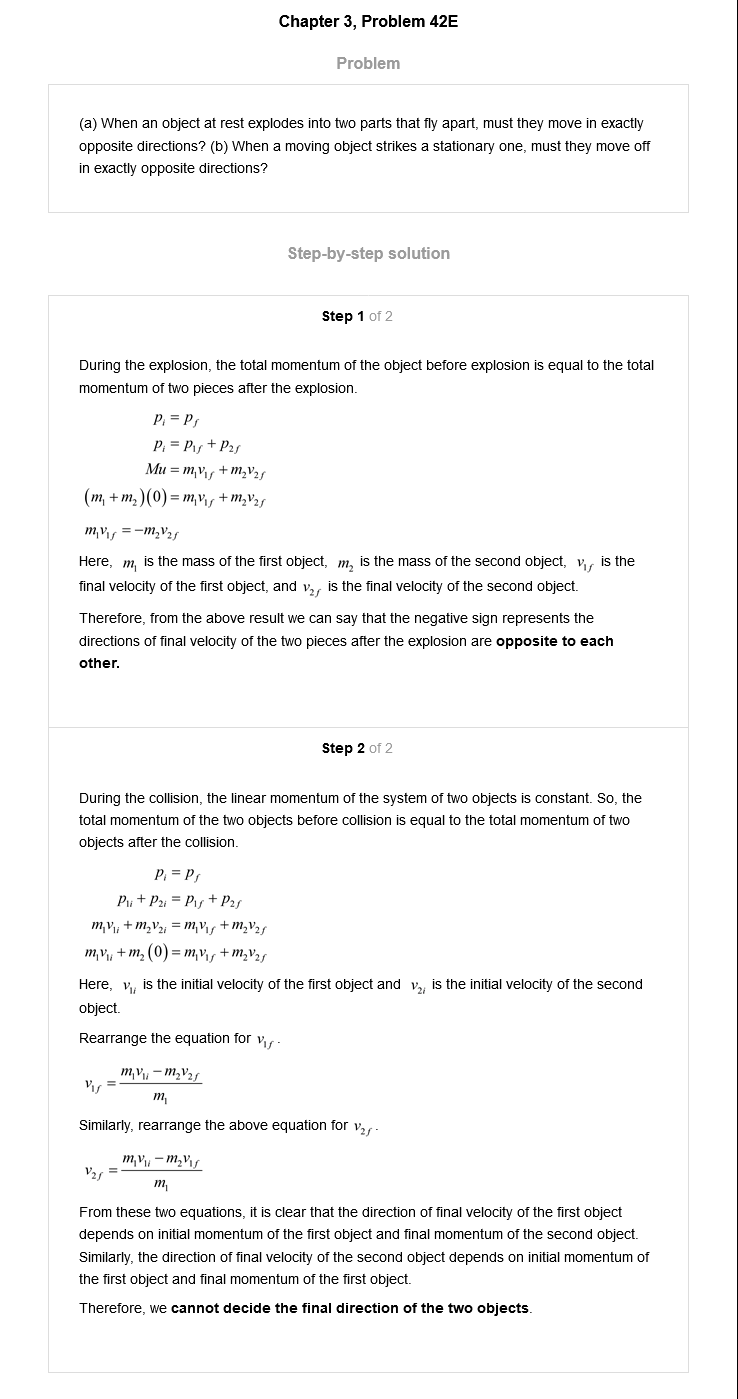 Chapter 3, Problem 42E
Problem
(a) When an object at rest explodes into two parts that fly apart, must they move in exactly
opposite directions? (b) When a moving object strikes a stationary one, must they move off
in exactly opposite directions?
Step-by-step solution
Step 1 of 2
During the explosion, the total momentum of the object before explosion is equal to the total
momentum of two pieces after the explosion.
p_i = p_f
p_i = p_{1f} + p_{2f}
Mu = m_1v_{1f} + m_2v_{2f}
(m_1 + m_2)(0) = m_1v_{1f} + m_2v_{2f}
m_1v_{1f} = −m_2v_{2f}
Here, m_1 is the mass of the first object, m_2 is the mass of the second object, v_{1f} is the
final velocity of the first object, and v_{2f} is the final velocity of the second object.
Therefore, from the above result we can say that the negative sign represents the
directions of final velocity of the two pieces after the explosion are opposite to each
other.
Step 2 of 2
During the collision, the linear momentum of the system of two objects is constant. So, the
total momentum of the two objects before collision is equal to the total momentum of two
objects after the collision.
p_i = p_f
p_{1i} + p_{2i} = p_{1f} + p_{2f}
m_1v_{1i} + m_2v_{2i} = m_1v_{1f} + m_2v_{2f}
m_1v_{1i} + m_2(0) = m_1v_{1f} + m_2v_{2f}
Here, v_{1i} is the initial velocity of the first object and v_{2i} is the initial velocity of the second
object.
Rearrange the equation for v_{1f}.
v_{1f} = (m_1v_{1i} − m_2v_{2f}) / m_1
Similarly, rearrange the above equation for v_{2f}.
v_{2f} = (m_1v_{1i} − m_2v_{1f}) / m_1
From these two equations, it is clear that the direction of final velocity of the first object
depends on initial momentum of the first object and final momentum of the second object.
Similarly, the direction of final velocity of the second object depends on initial momentum of
the first object and final momentum of the first object.
Therefore, we cannot decide the final direction of the two objects.